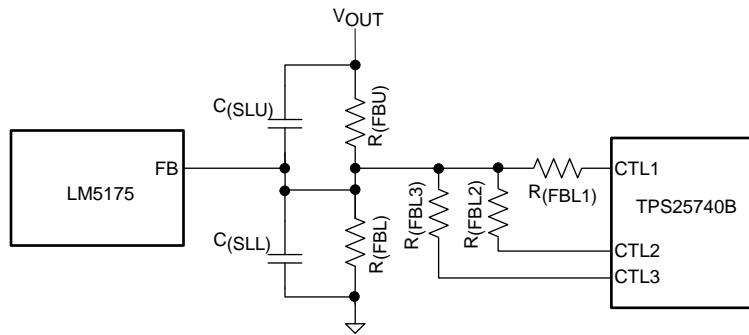 VOUT
C(SLU)
R(FBU)
FB
LM5175
CTL1
R(FBL1)
TPS25740B
R(FBL3)
R(FBL2)
C(SLL)
R(FBL)
CTL2
CTL3